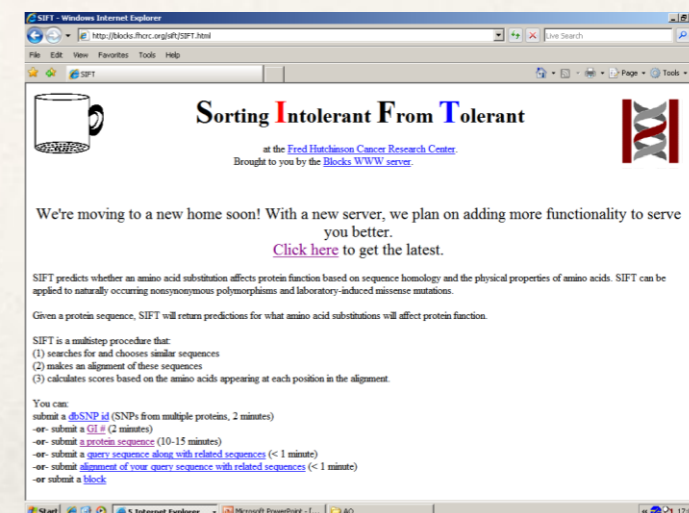 SIFT - Windows Internet Explorer
http://blocks.fhcrc.org/sift/SIFT.html
Live Search
File Edit View Favorites Tools Help
SIFT
Page Tools
Sorting Intolerant From Tolerant
at the Fred Hutchinson Cancer Research Center.
Brought to you by the Blocks WWW server.
We're moving to a new home soon! With a new server, we plan on adding more functionality to serve
you better.
Click here to get the latest.
SIFT predicts whether an amino acid substitution affects protein function based on sequence homology and the physical properties of amino acids. SIFT can be
applied to naturally occurring nonsynonymous polymorphisms and laboratory-induced missense mutations.
Given a protein sequence, SIFT will return predictions for what amino acid substitutions will affect protein function.
SIFT is a multistep procedure that:
(1) searches for and chooses similar sequences
(2) makes an alignment of these sequences
(3) calculates scores based on the amino acids appearing at each position in the alignment.
You can:
submit a dbSNP id (SNPs from multiple proteins, 2 minutes)
-or- submit a GI # (2 minutes)
-or- submit a protein sequence (10-15 minutes)
-or- submit a query sequence along with related sequences (< 1 minute)
-or- submit alignment of your query sequence with related sequences (< 1 minute)
-or submit a block
Start 5 Internet Explorer Microsoft PowerPoint - [... AO